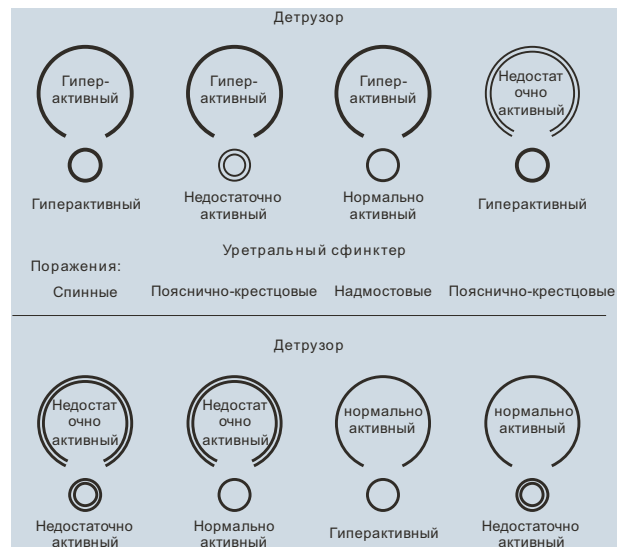 Детрузор
Гипер-
активный
Гипер-
активный
Гипер-
активный
Недостат
очно
активный
Гиперактивный
Недостаточно
активный
Нормально
активный
Гиперактивный
Уретральный сфинктер
Поражения:
Спинные
Пояснично-крестцовые
Надмостовые
Пояснично-крестцовые
Детрузор
Недостат
очно
активный
Недостат
очно
активный
нормально
активный
нормально
активный
Недостаточно
активный
Нормально
активный
Гиперактивный
Недостаточно
активный